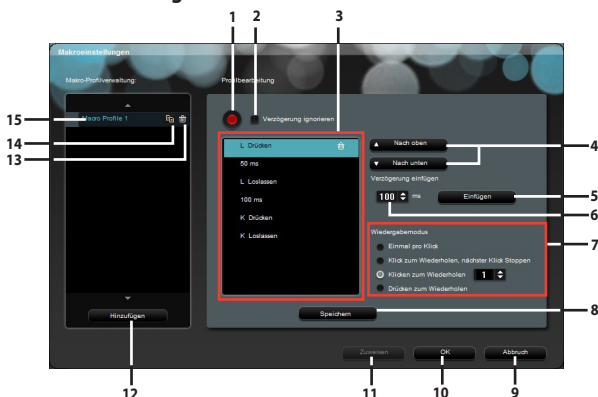 1 2 3
Makroeinstellungen
Makro-Profilverwaltung:
Profilbearbeitung
15
Macro Profile 1
14
13
Verzögerung ignorieren
L Drücken
50 ms
L Loslassen
100 ms
K Drücken
K Loslassen
Nach oben
4
Nach unten
Verzögerung einfügen
100 ms
Einfügen
5
6
Wiedergabemodus
7
Einmal pro Klick
Klick zum Wiederholen, nächster Klick Stoppen
Klicken zum Wiederholen 1
Drücken zum Wiederholen
Hinzufügen
Speichern
8
Zuweisen
OK
Abbruch
12 11 10 9